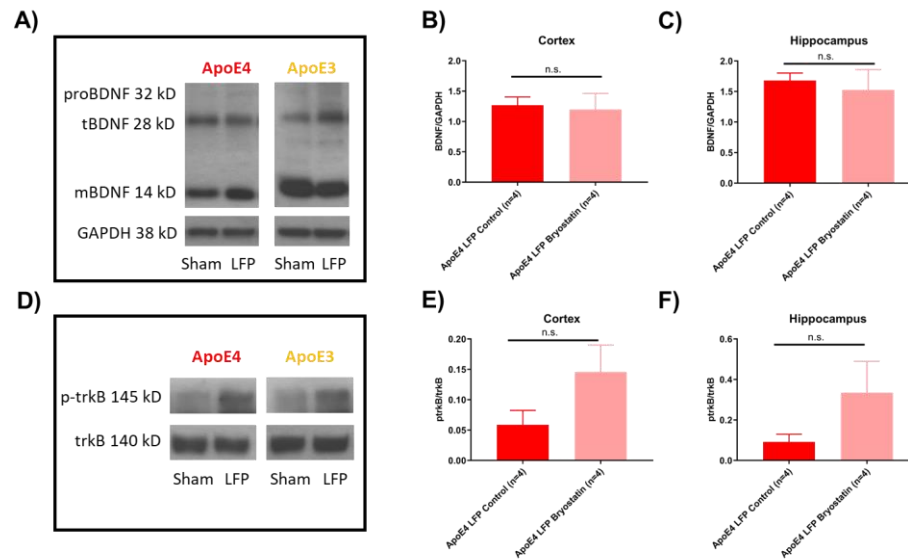 A)
ApoE4 ApoE3
proBDNF 32 kD
tBDNF 28 kD
mBDNF 14 kD
GAPDH 38 kD
Sham LFP Sham LFP
B)
Cortex
n.s.
BDNF/GAPDH
2.0
1.5
1.0
0.5
0.0
ApoE4 LFP Control (n=4)
ApoE4 LFP Bryostatin (n=4)
C)
Hippocampus
n.s.
BDNF/GAPDH
2.0
1.5
1.0
0.5
0.0
ApoE4 LFP Control (n=4)
ApoE4 LFP Bryostatin (n=4)
D)
ApoE4 ApoE3
p-trkB 145 kD
trkB 140 kD
Sham LFP Sham LFP
E)
Cortex
n.s.
ptrkB/trkB
0.20
0.15
0.10
0.05
0.00
ApoE4 LFP Control (n=4)
ApoE4 LFP Bryostatin (n=4)
F)
Hippocampus
n.s.
ptrkB/trkB
0.6
0.4
0.2
0.0
ApoE4 LFP Control (n=4)
ApoE4 LFP Bryostatin (n=4)